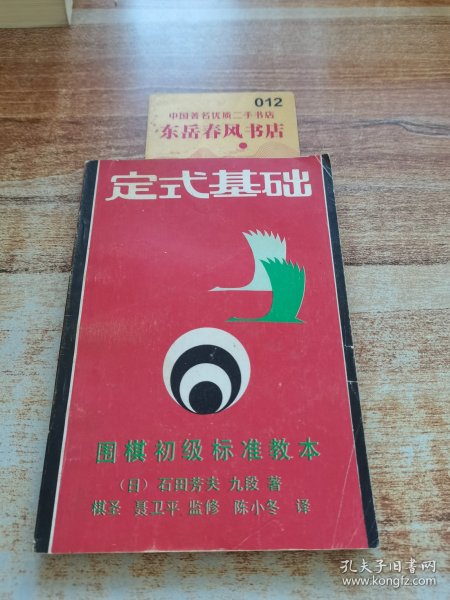 012
中国著名优质二手书店
东岳春风书店
定式基础
围棋初级标准教本
（日）石田芳夫 九段 著
棋圣 聂卫平 监修 陈小冬 译
孔夫子旧书网
www.kongfz.com